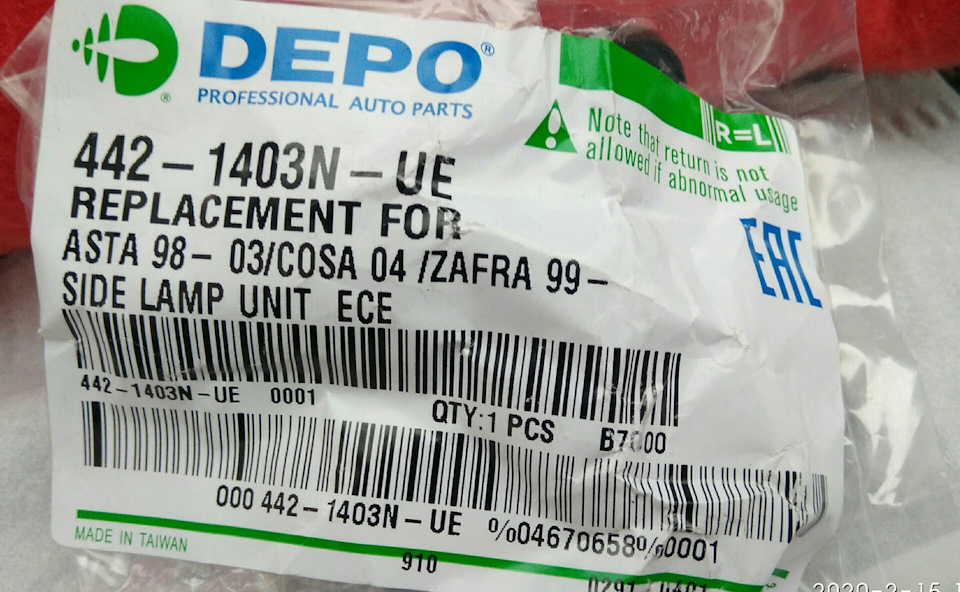 DEPO®
PROFESSIONAL AUTO PARTS
®
R=L
Note that return is not
allowed if abnormal usage
442-1403N-UE
REPLACEMENT FOR
ASTA 98- 03/COSA 04 /ZAFRA 99-
SIDE LAMP UNIT ECE
EAC
442-1403N-UE 0001
QTY:1 PCS
000 442-1403N-UE %04670658%0001
MADE IN TAIWAN
910